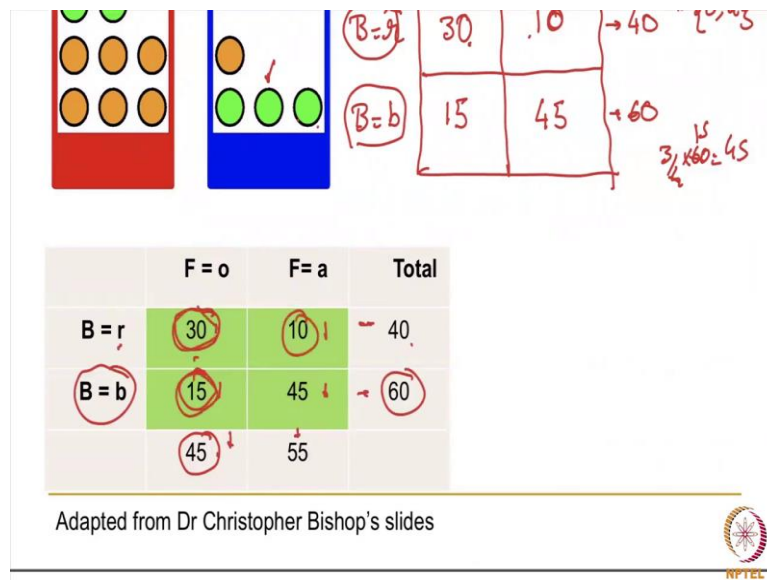 B=r 30 10 → 40
B=b 15 45 → 60
15
3/4 × 60 = 45
F = o F= a Total
B = r 30 10 40
B = b 15 45 60
45 55
Adapted from Dr Christopher Bishop's slides
NPTEL